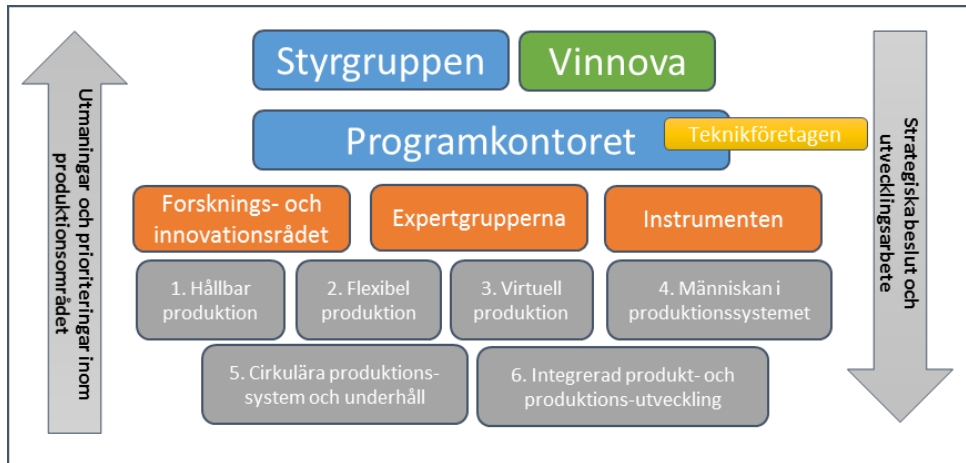 Utmaningar och prioriteringar inom
produktionsområdet
Styrgruppen
Vinnova
Programkontoret
Teknikföretagen
Forsknings- och
innovationsrådet
Expertgrupperna
Instrumenten
1. Hållbar
produktion
2. Flexibel
produktion
3. Virtuell
produktion
4. Människan i
produktionssystemet
5. Cirkulära produktions-
system och underhåll
6. Integrerad produkt- och
produktions-utveckling
Strategiska beslut och
utvecklingsarbete